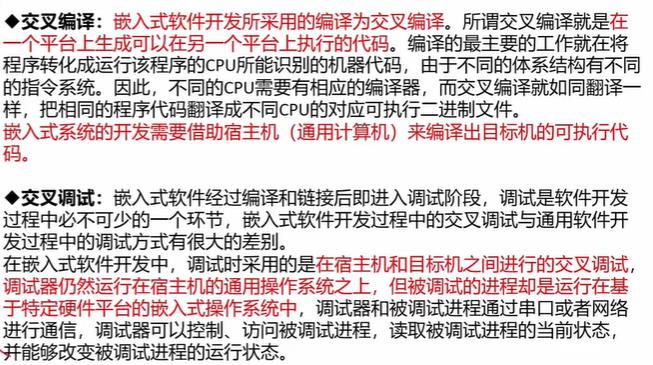 ◆交叉编译：嵌入式软件开发所采用的编译为交叉编译。所谓交叉编译就是在
一个平台上生成可以在另一个平台上执行的代码。编译的最主要的工作就在将
程序转化成运行该程序的CPU所能识别的机器代码，由于不同的体系结构有不同
的指令系统。因此，不同的CPU需要有相应的编译器，而交叉编译就如同翻译一
样，把相同的程序代码翻译成不同CPU的对应可执行二进制文件。
嵌入式系统的开发需要借助宿主机（通用计算机）来编译出目标机的可执行代
码。
◆交叉调试：嵌入式软件经过编译和链接后即进入调试阶段，调试是软件开发
过程中必不可少的一个环节，嵌入式软件开发过程中的交叉调试与通用软件开
发过程中的调试方式有很大的差别。
在嵌入式软件开发中，调试时采用的是在宿主机和目标机之间进行的交叉调试，
调试器仍然运行在宿主机的通用操作系统之上，但被调试的进程却是运行在基
于特定硬件平台的嵌入式操作系统中，调试器和被调试进程通过串口或者网络
进行通信，调试器可以控制、访问被调试进程，读取被调试进程的当前状态，
并能够改变被调试进程的运行状态。